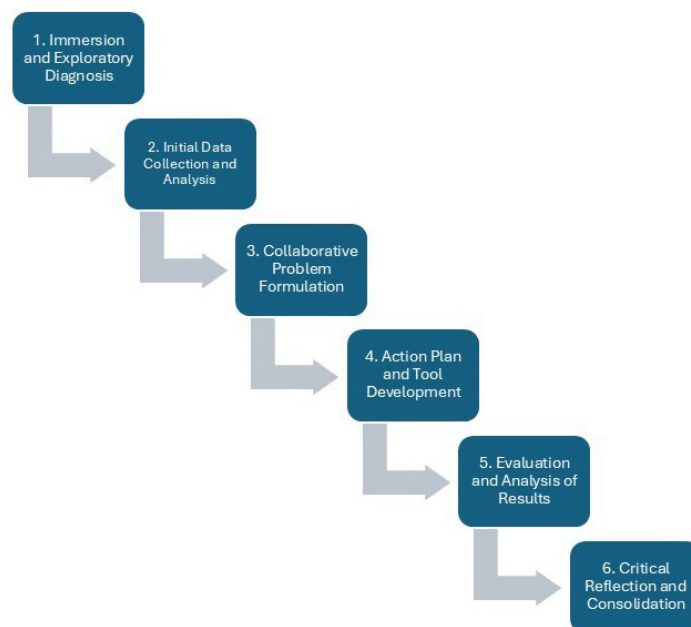 1. Immersion
and Exploratory
Diagnosis
2. Initial Data
Collection and
Analysis
3. Collaborative
Problem
Formulation
4. Action Plan
and Tool
Development
5. Evaluation
and Analysis of
Results
6. Critical
Reflection and
Consolidation